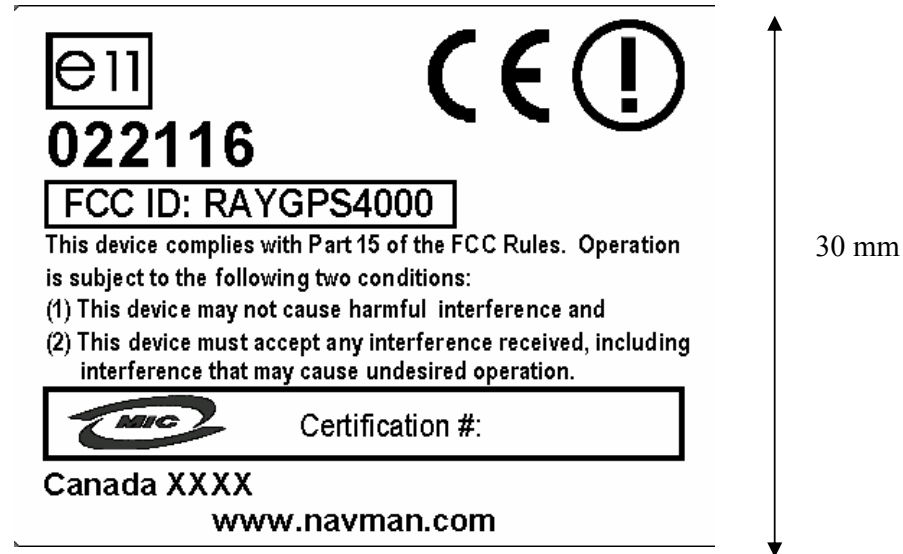 e11
CE
022116
FCC ID: RAYGPS4000
This device complies with Part 15 of the FCC Rules. Operation
is subject to the following two conditions:
(1) This device may not cause harmful interference and
(2) This device must accept any interference received, including
interference that may cause undesired operation.
MIC Certification #:
Canada XXXX
www.navman.com
30 mm